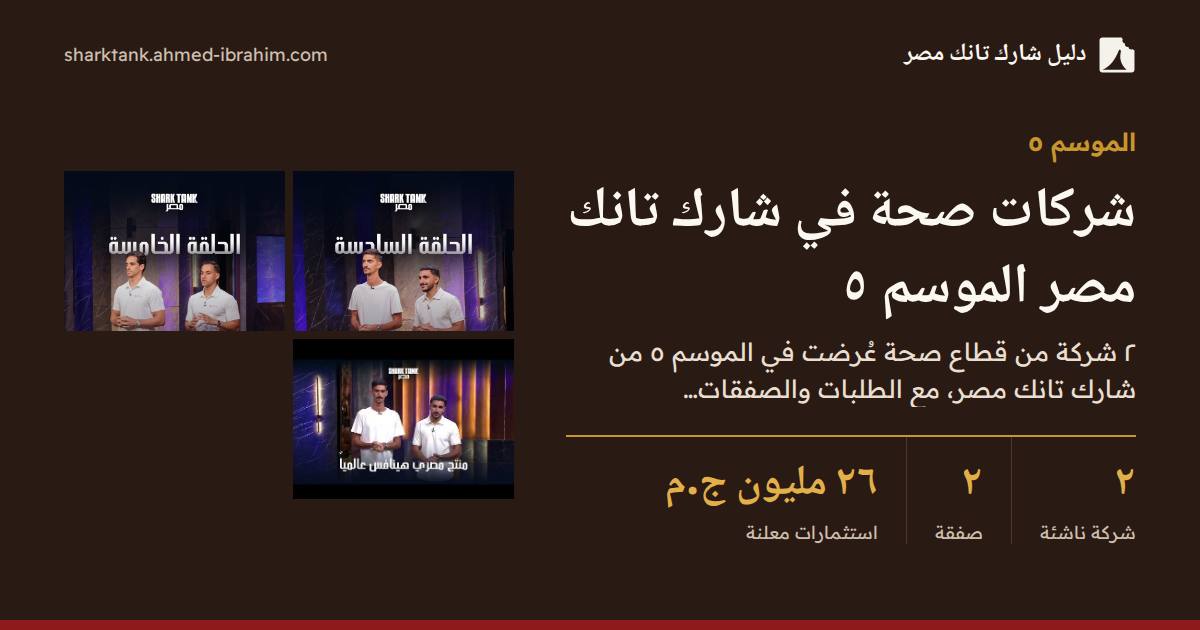 دليل شارك تانك مصر
sharktank.ahmed-ibrahim.com
الموسم ٥
شركات صحة في شارك تانك
مصر الموسم ٥
٢ شركة من قطاع صحة عُرضت في الموسم ٥ من
شارك تانك مصر، مع الطلبات والصفقات...
٢
شركة ناشئة
٢
صفقة
٢٦ مليون ج.م
استثمارات معلنة
SHARK TANK
مصر
الحلقة السادسة
SHARK TANK
مصر
الحلقة الخامسة
SHARK TANK
مصر
منتج مصري هينافس عالمياً